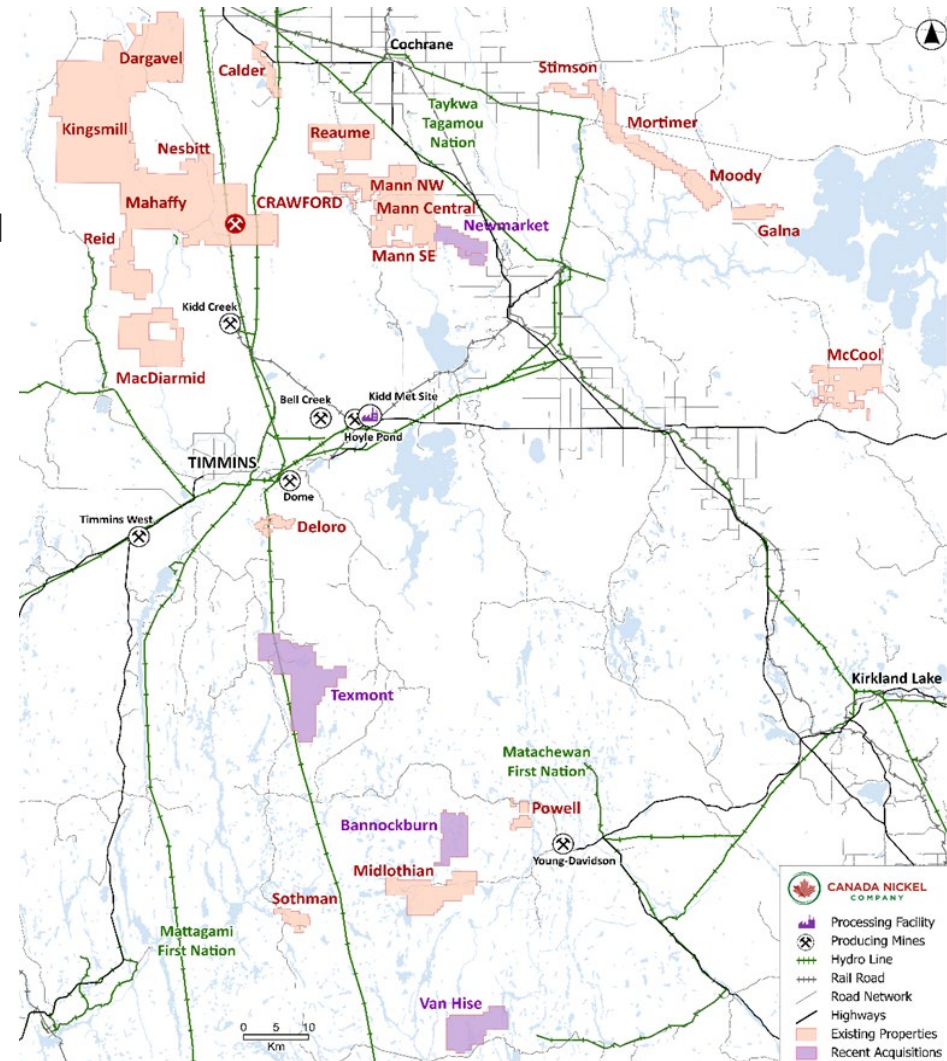 Cochrane
Dargavel
Calder
Stimson
Taykwa
Tagamou
Nation
Kingsmill
Reaume
Mortimer
Nesbitt
Moody
Mann NW
Mahaffy
CRAWFORD
Mann Central
Newmarket
Galna
Reid
Mann SE
Kidd Creek
McCool
MacDiarmid
Bell Creek
Kidd Met Site
Hoyle Pond
TIMMINS
Dome
Timmins West
Deloro
Kirkland Lake
Texmont
Matachewan
First Nation
Powell
Bannockburn
Young-Davidson
Midlothian
Sothman
Mattagami
First Nation
Van Hise
0 5 10
Km
CANADA NICKEL
COMPANY
Processing Facility
Producing Mines
Hydro Line
Rail Road
Road Network
Highways
Existing Properties
Recent Acquisitions